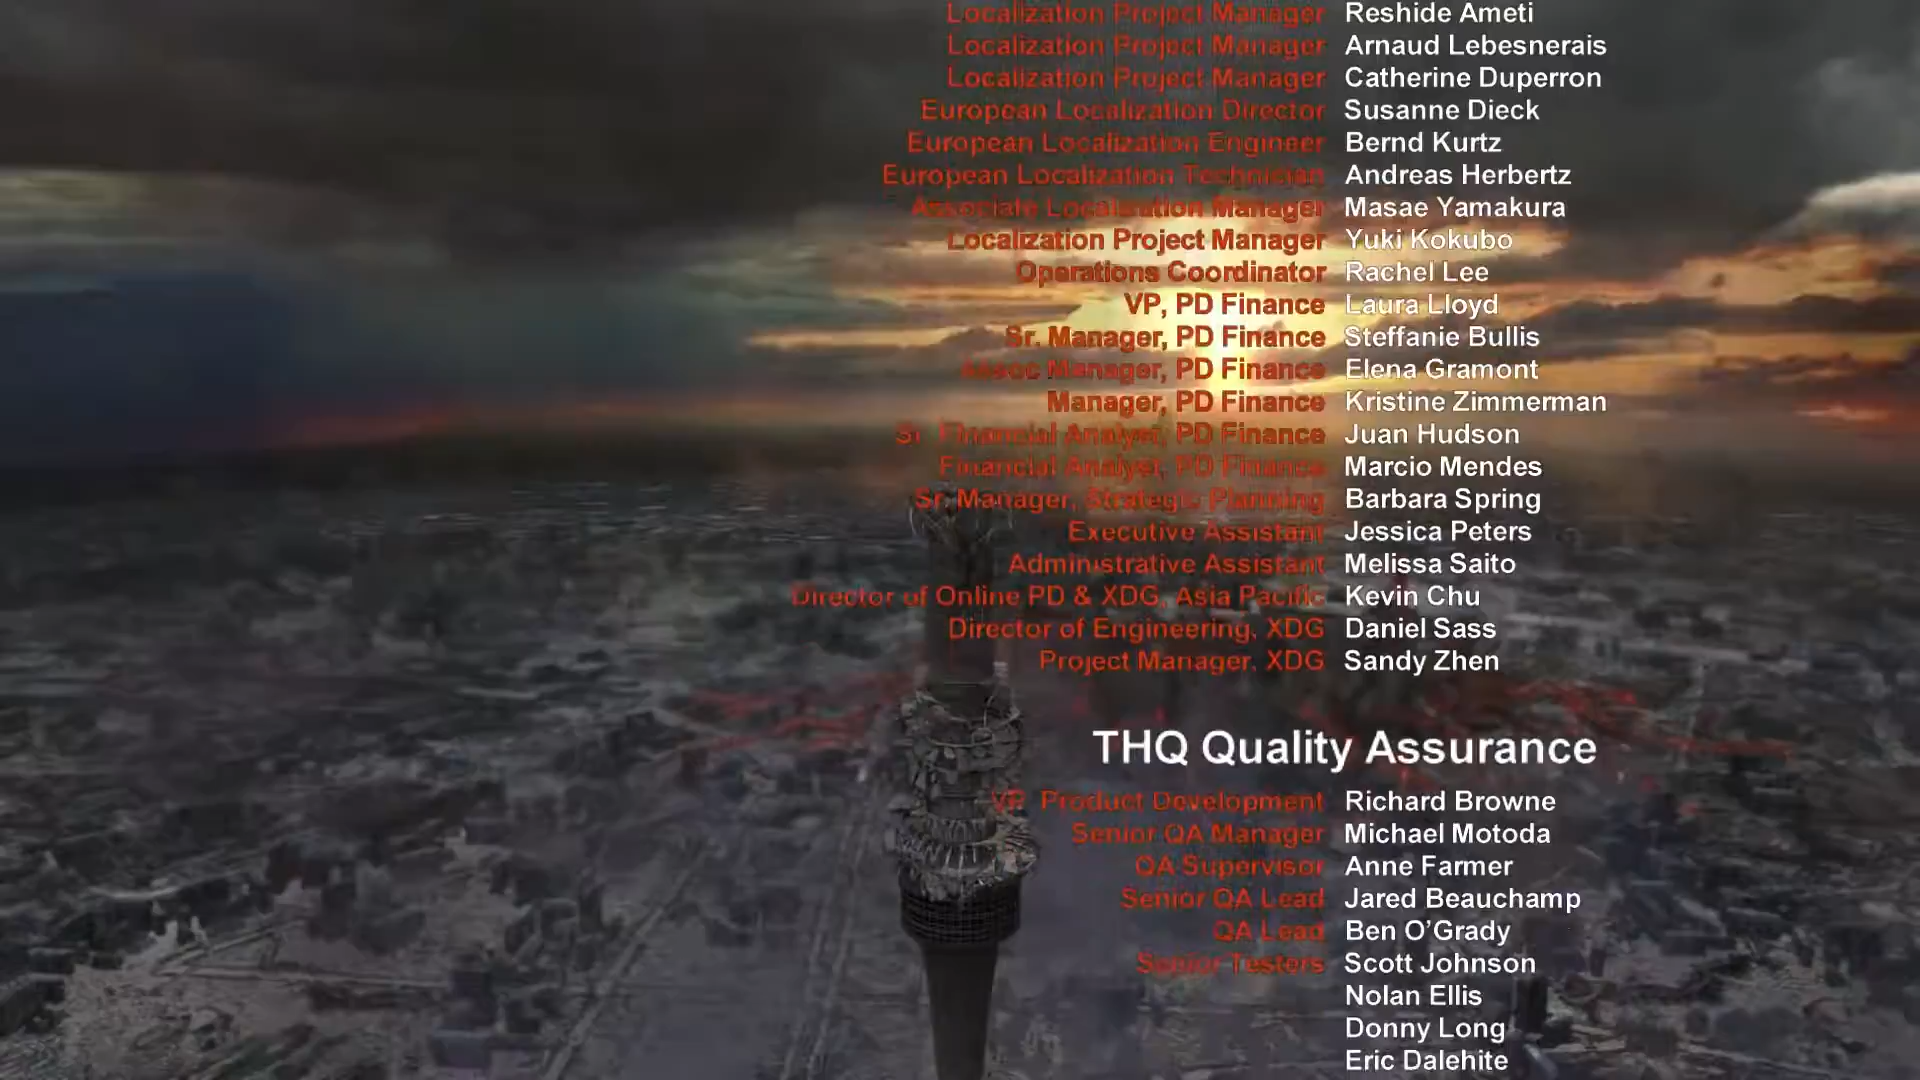 Localization Project Manager Reshide Ameti
Localization Project Manager Arnaud Lebesnerais
Localization Project Manager Catherine Duperron
European Localization Director Susanne Dieck
European Localization Engineer Bernd Kurtz
European Localization Technician Andreas Herbertz
Associate Localization Manager Masae Yamakura
Localization Project Manager Yuki Kokubo
Operations Coordinator Rachel Lee
VP, PD Finance Laura Lloyd
Sr. Manager, PD Finance Steffanie Bullis
Assoc Manager, PD Finance Elena Gramont
Manager, PD Finance Kristine Zimmerman
Sr. Financial Analyst, PD Finance Juan Hudson
Financial Analyst, PD Finance Marcio Mendes
Sr. Manager, Strategic Planning Barbara Spring
Executive Assistant Jessica Peters
Administrative Assistant Melissa Saito
Director of Online PD & XDG, Asia Pacific Kevin Chu
Director of Engineering, XDG Daniel Sass
Project Manager, XDG Sandy Zhen
THQ Quality Assurance
VP Product Development Richard Browne
Senior QA Manager Michael Motoda
QA Supervisor Anne Farmer
Senior QA Lead Jared Beauchamp
QA Lead Ben O’Grady
Senior Testers Scott Johnson
Nolan Ellis
Donny Long
Eric Dalehite